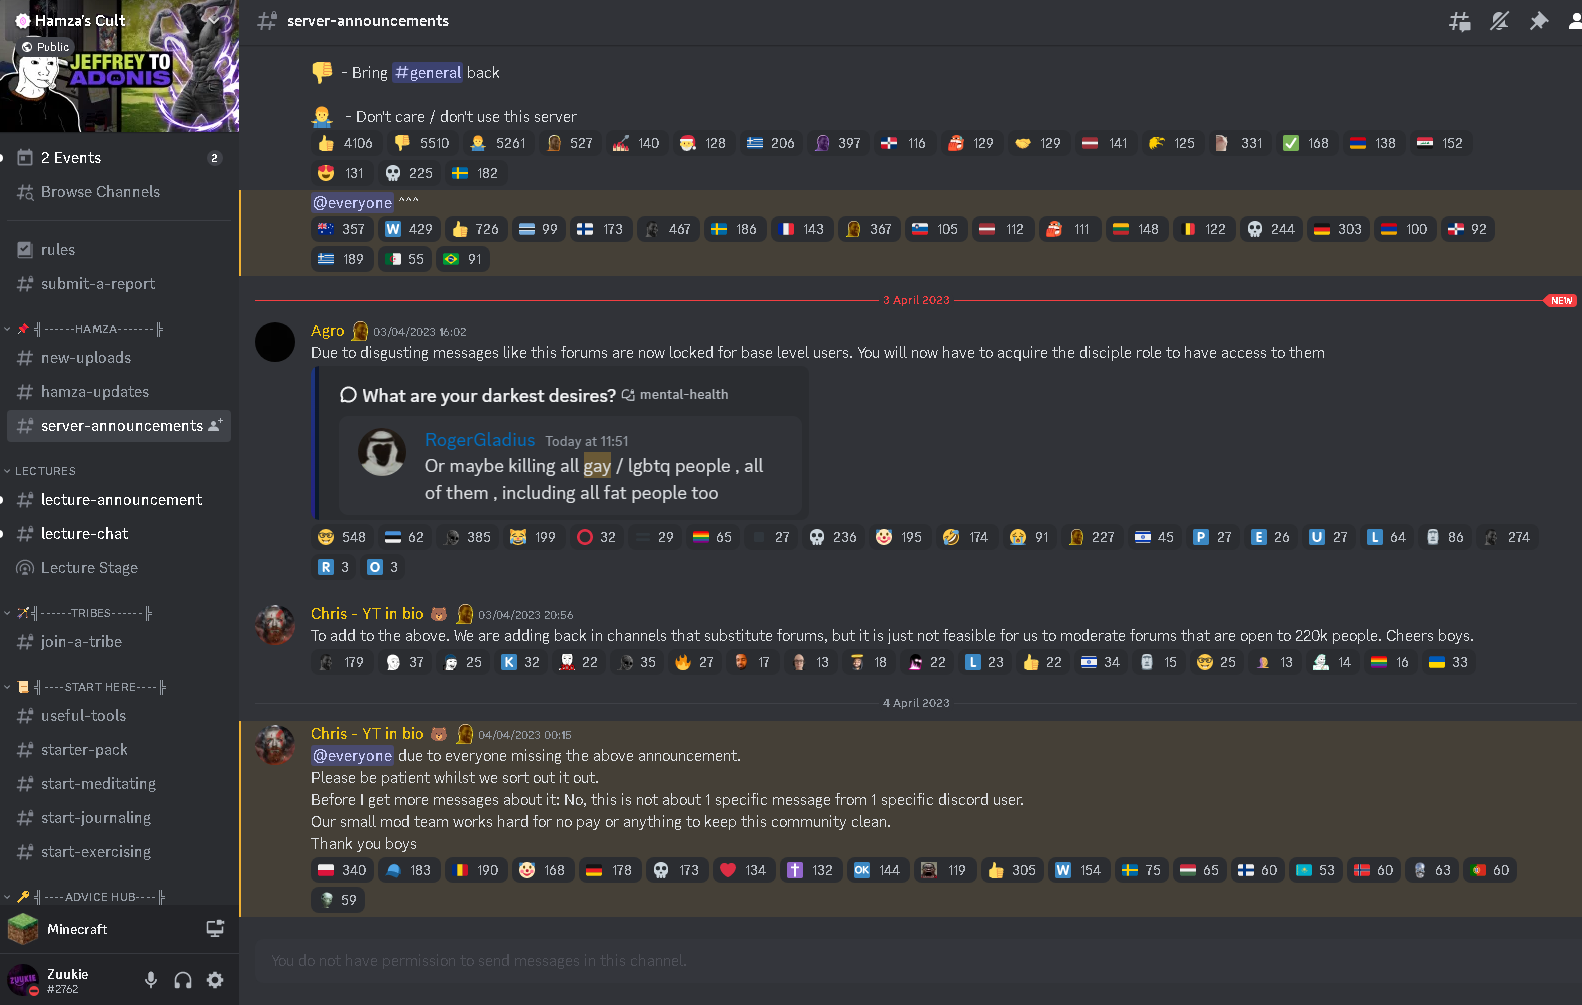 Hamza's Cult
Public
JEFFREY TO
ADONIS
2 Events
2
Browse Channels
rules
submit-a-report
╣------HAMZA-------╠
new-uploads
hamza-updates
server-announcements
LECTURES
lecture-announcement
lecture-chat
Lecture Stage
╣------TRIBES------╠
join-a-tribe
╣----START HERE----╠
useful-tools
starter-pack
start-meditating
start-journaling
start-exercising
╣----ADVICE HUB----╠
Minecraft
ZUUKIE
Zuukie
#2762
server-announcements
- Bring #general back
- Don't care / don't use this server
4106 5510 5261 527 140 128 206 397 116 129 129 141 125 331 168 138 152
131 225 182
@everyone ^^^
357 W 429 726 99 173 467 186 143 367 105 112 111 148 122 244 303 100 92
189 55 91
3 April 2023 NEW
Agro 03/04/2023 16:02
Due to disgusting messages like this forums are now locked for base level users. You will now have to acquire the disciple role to have access to them
What are your darkest desires? mental-health
RogerGladius Today at 11:51
Or maybe killing all gay / lgbtq people , all
of them , including all fat people too
548 62 385 199 32 29 65 27 236 195 174 91 227 45 P 27 E 26 U 27 L 64 86 274
R 3 O 3
Chris - YT in bio 03/04/2023 20:56
To add to the above. We are adding back in channels that substitute forums, but it is just not feasible for us to moderate forums that are open to 220k people. Cheers boys.
179 37 25 K 32 22 35 27 17 13 18 22 L 23 22 34 15 25 13 14 16 33
4 April 2023
Chris - YT in bio 04/04/2023 00:15
@everyone due to everyone missing the above announcement.
Please be patient whilst we sort out it out.
Before I get more messages about it: No, this is not about 1 specific message from 1 specific discord user.
Our small mod team works hard for no pay or anything to keep this community clean.
Thank you boys
340 183 190 168 178 173 134 132 OK 144 119 305 W 154 75 65 60 53 60 63 60
59
You do not have permission to send messages in this channel.